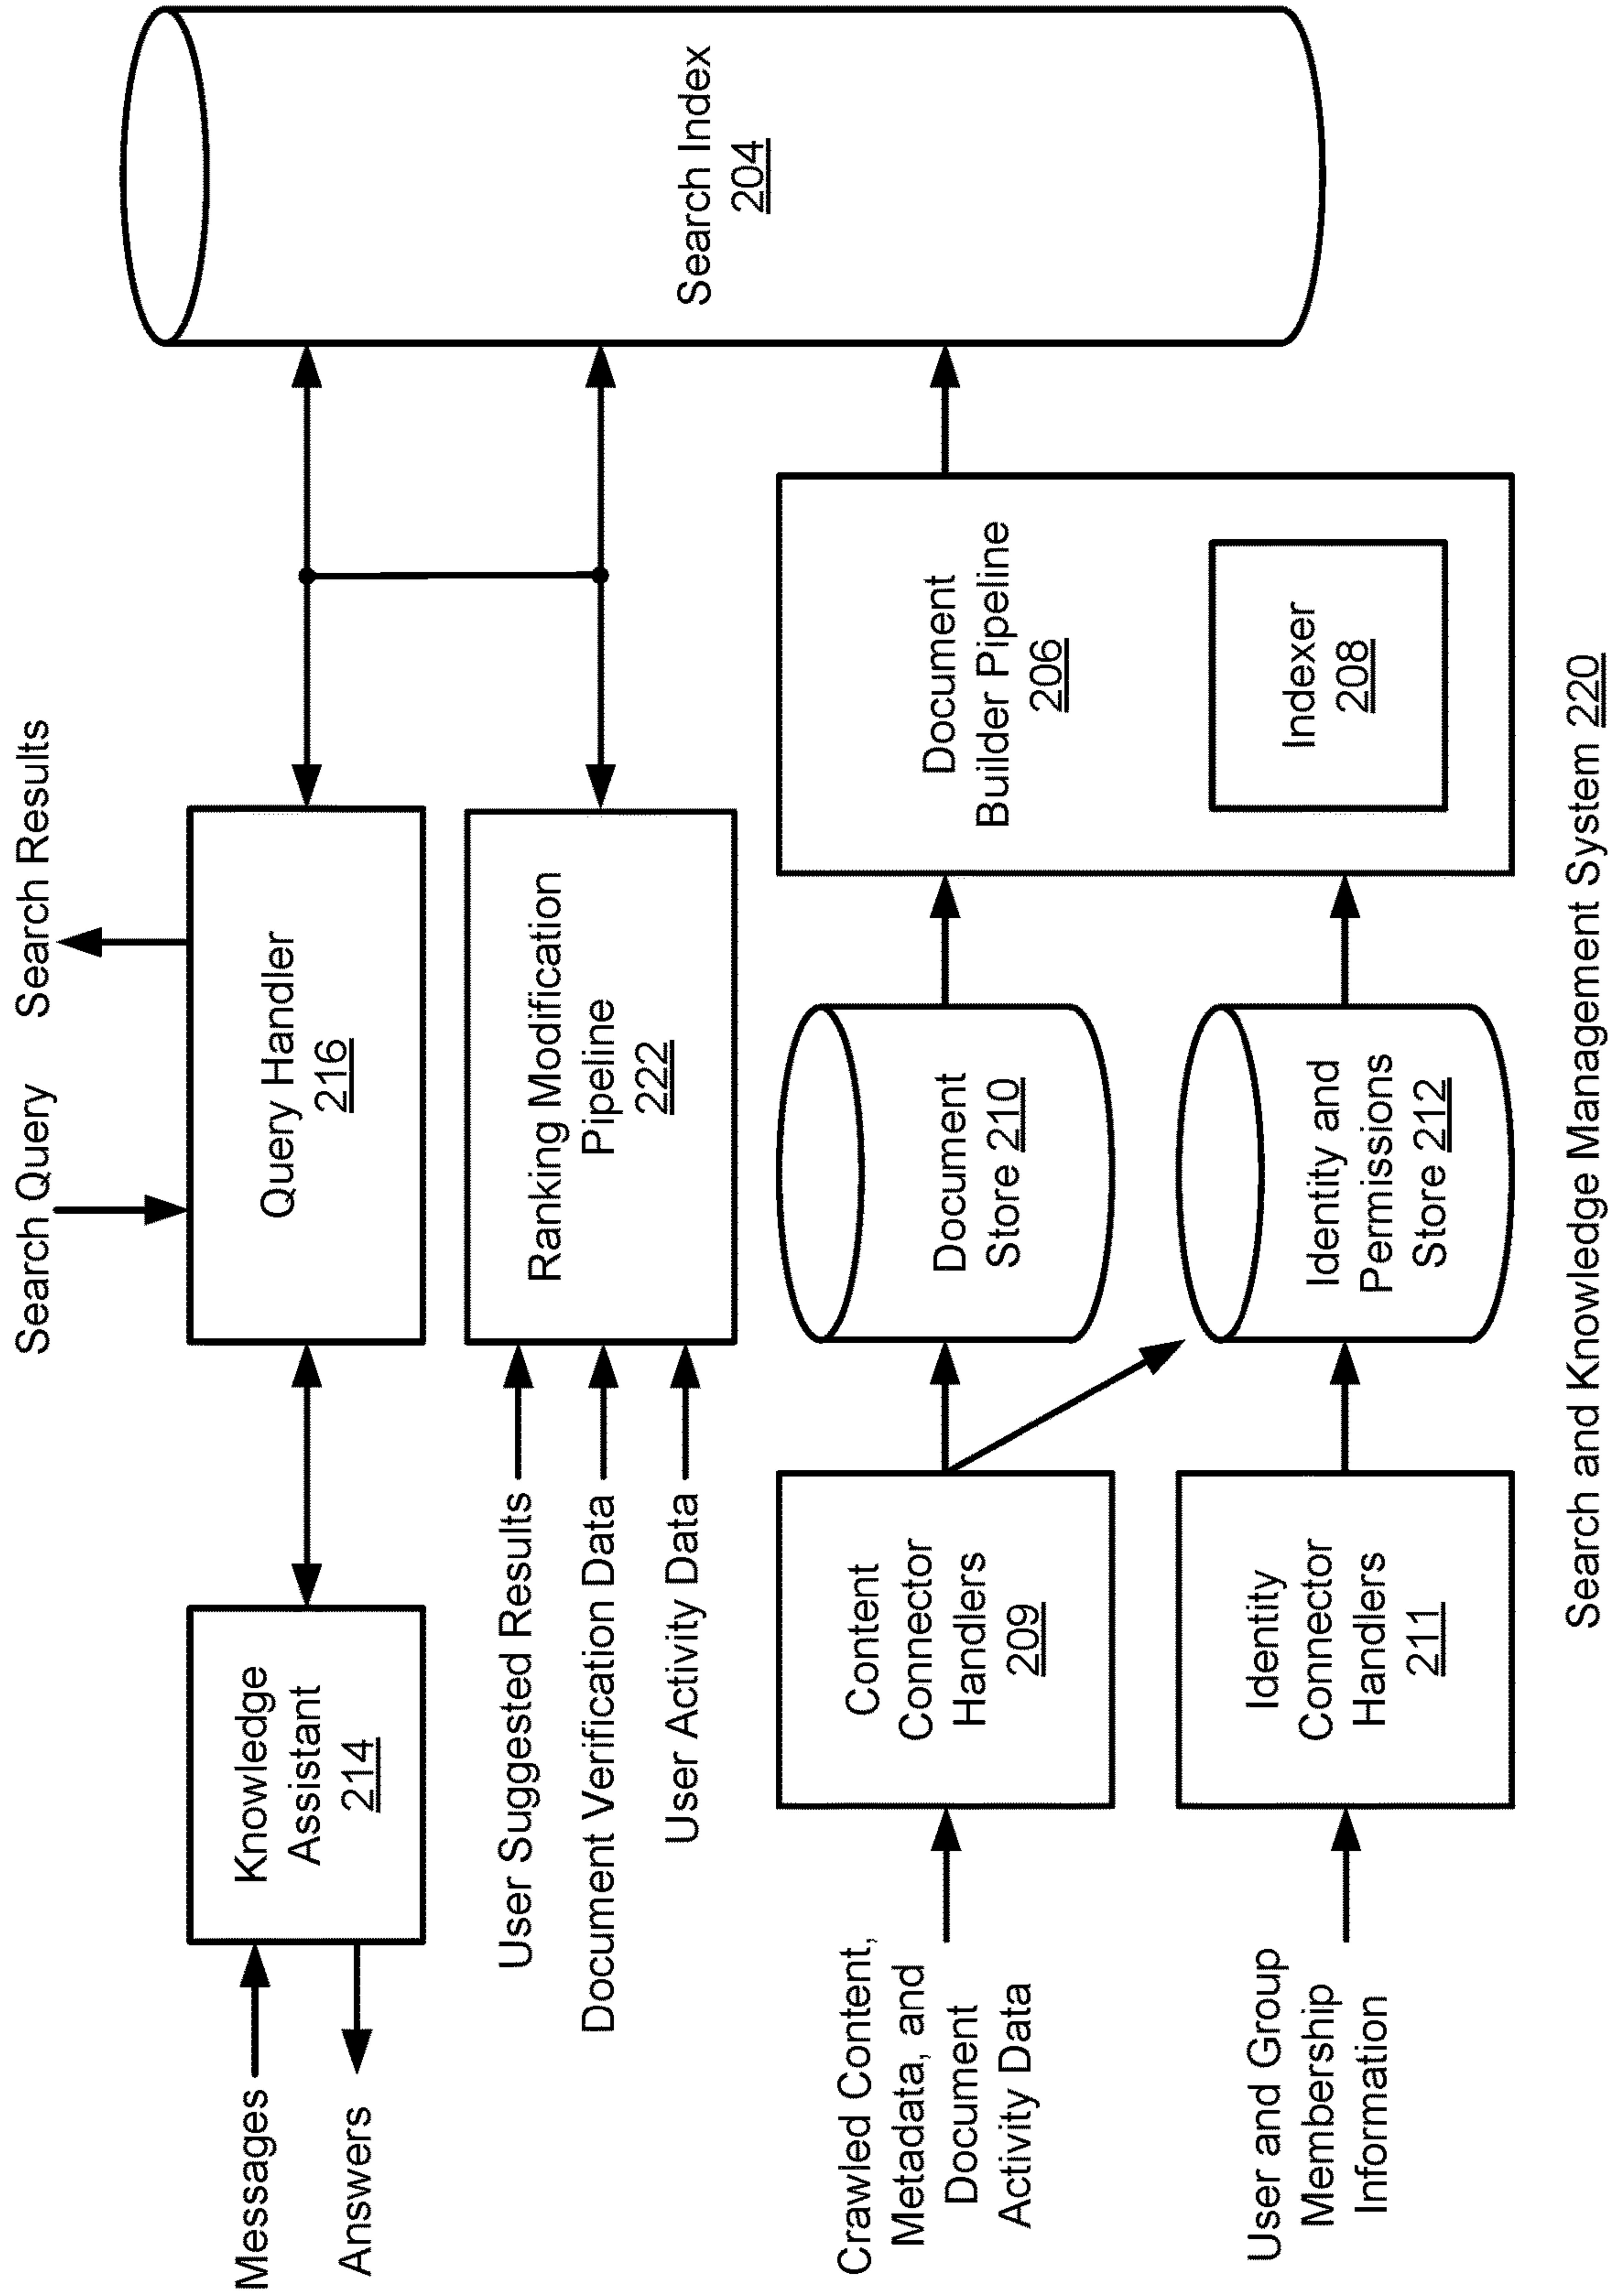 Search Query
Search Results
Messages
Answers
Knowledge
Assistant
214
Query Handler
216
User Suggested Results
Document Verification Data
User Activity Data
Ranking Modification
Pipeline
222
Search Index
204
Crawled Content,
Metadata, and
Document
Activity Data
Content
Connector
Handlers
209
Document
Store 210
Document
Builder Pipeline
206
Indexer
208
User and Group
Membership
Information
Identity
Connector
Handlers
211
Identity and
Permissions
Store 212
Search and Knowledge Management System 220